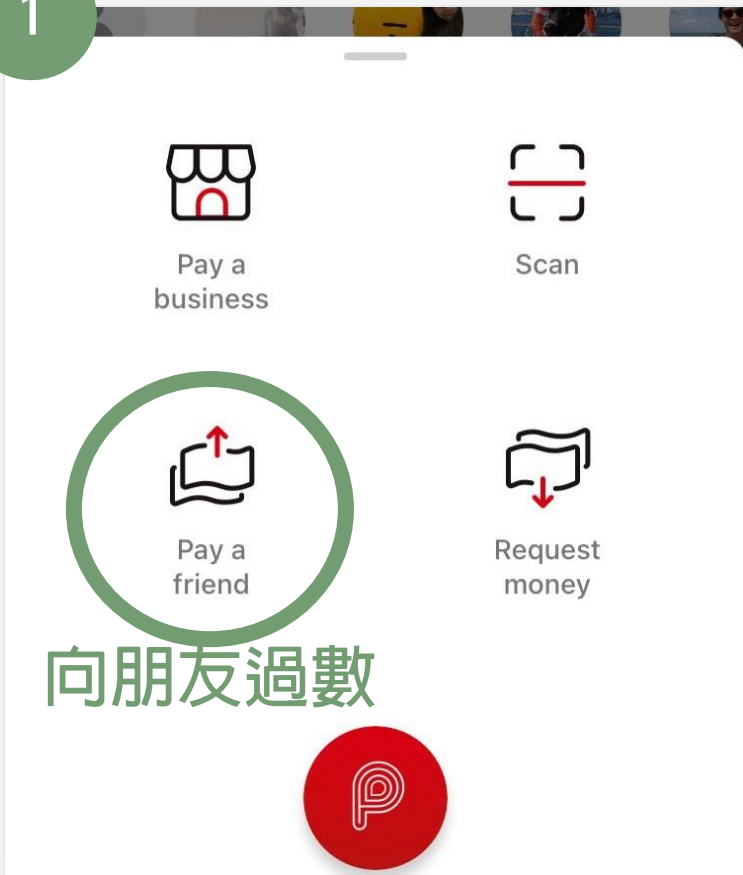 1
Pay a
business
Scan
Pay a
friend
Request
money
向朋友過數